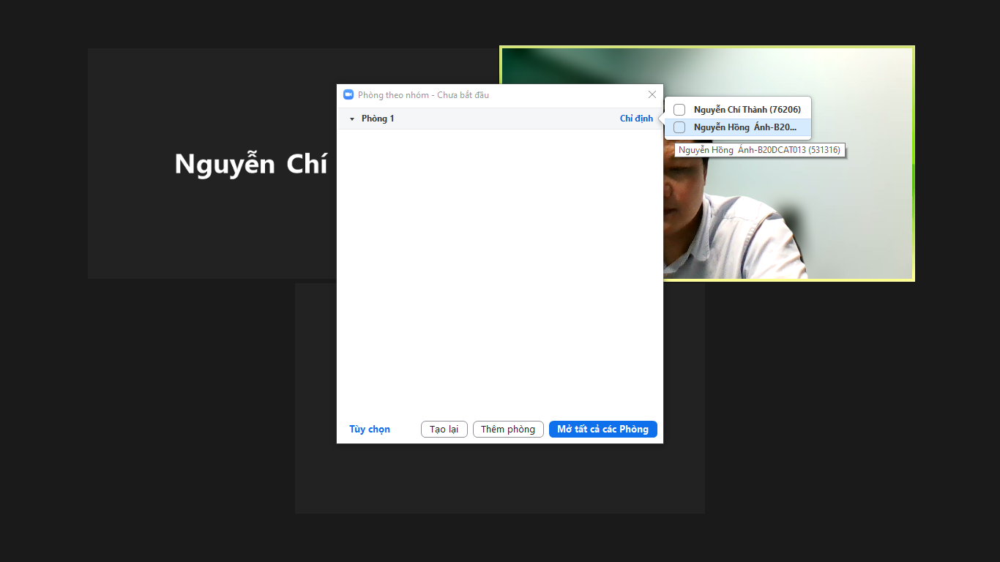 Phòng theo nhóm - Chưa bắt đầu
Phòng 1
Chỉ định
Nguyễn Chí Thành (76206)
Nguyễn Hồng Ánh-B20...
Nguyễn Hồng Ánh-B20DCAT013 (531316)
Nguyễn Chí
Tùy chọn
Tạo lại
Thêm phòng
Mở tất cả các Phòng